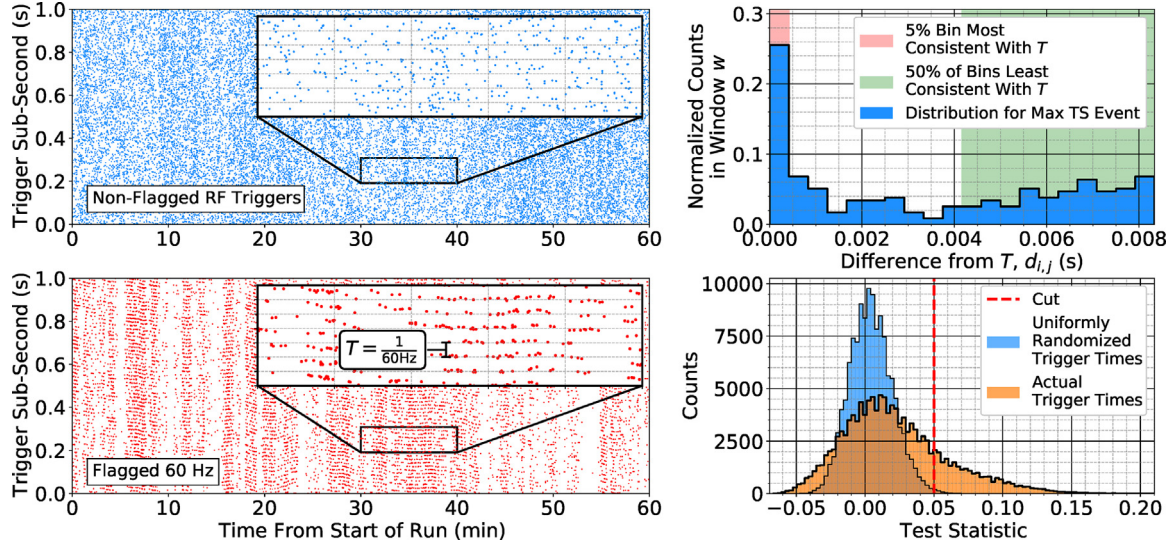 Trigger Sub-Second (s)
1.0
0.8
0.6
0.4
0.2
0.0
Non-Flagged RF Triggers
0 10 20 30 40 50 60
Trigger Sub-Second (s)
1.0
0.8
0.6
0.4
0.2
0.0
T = 1/60Hz
Flagged 60 Hz
0 10 20 30 40 50 60
Time From Start of Run (min)
Normalized Counts
in Window w
0.3
0.2
0.1
0.0
5% Bin Most
Consistent With T
50% of Bins Least
Consistent With T
Distribution for Max TS Event
0.000 0.002 0.004 0.006 0.008
Difference from T, d_{i,j} (s)
Counts
10000
7500
5000
2500
0
Cut
Uniformly
Randomized
Trigger Times
Actual
Trigger Times
−0.05 0.00 0.05 0.10 0.15 0.20
Test Statistic